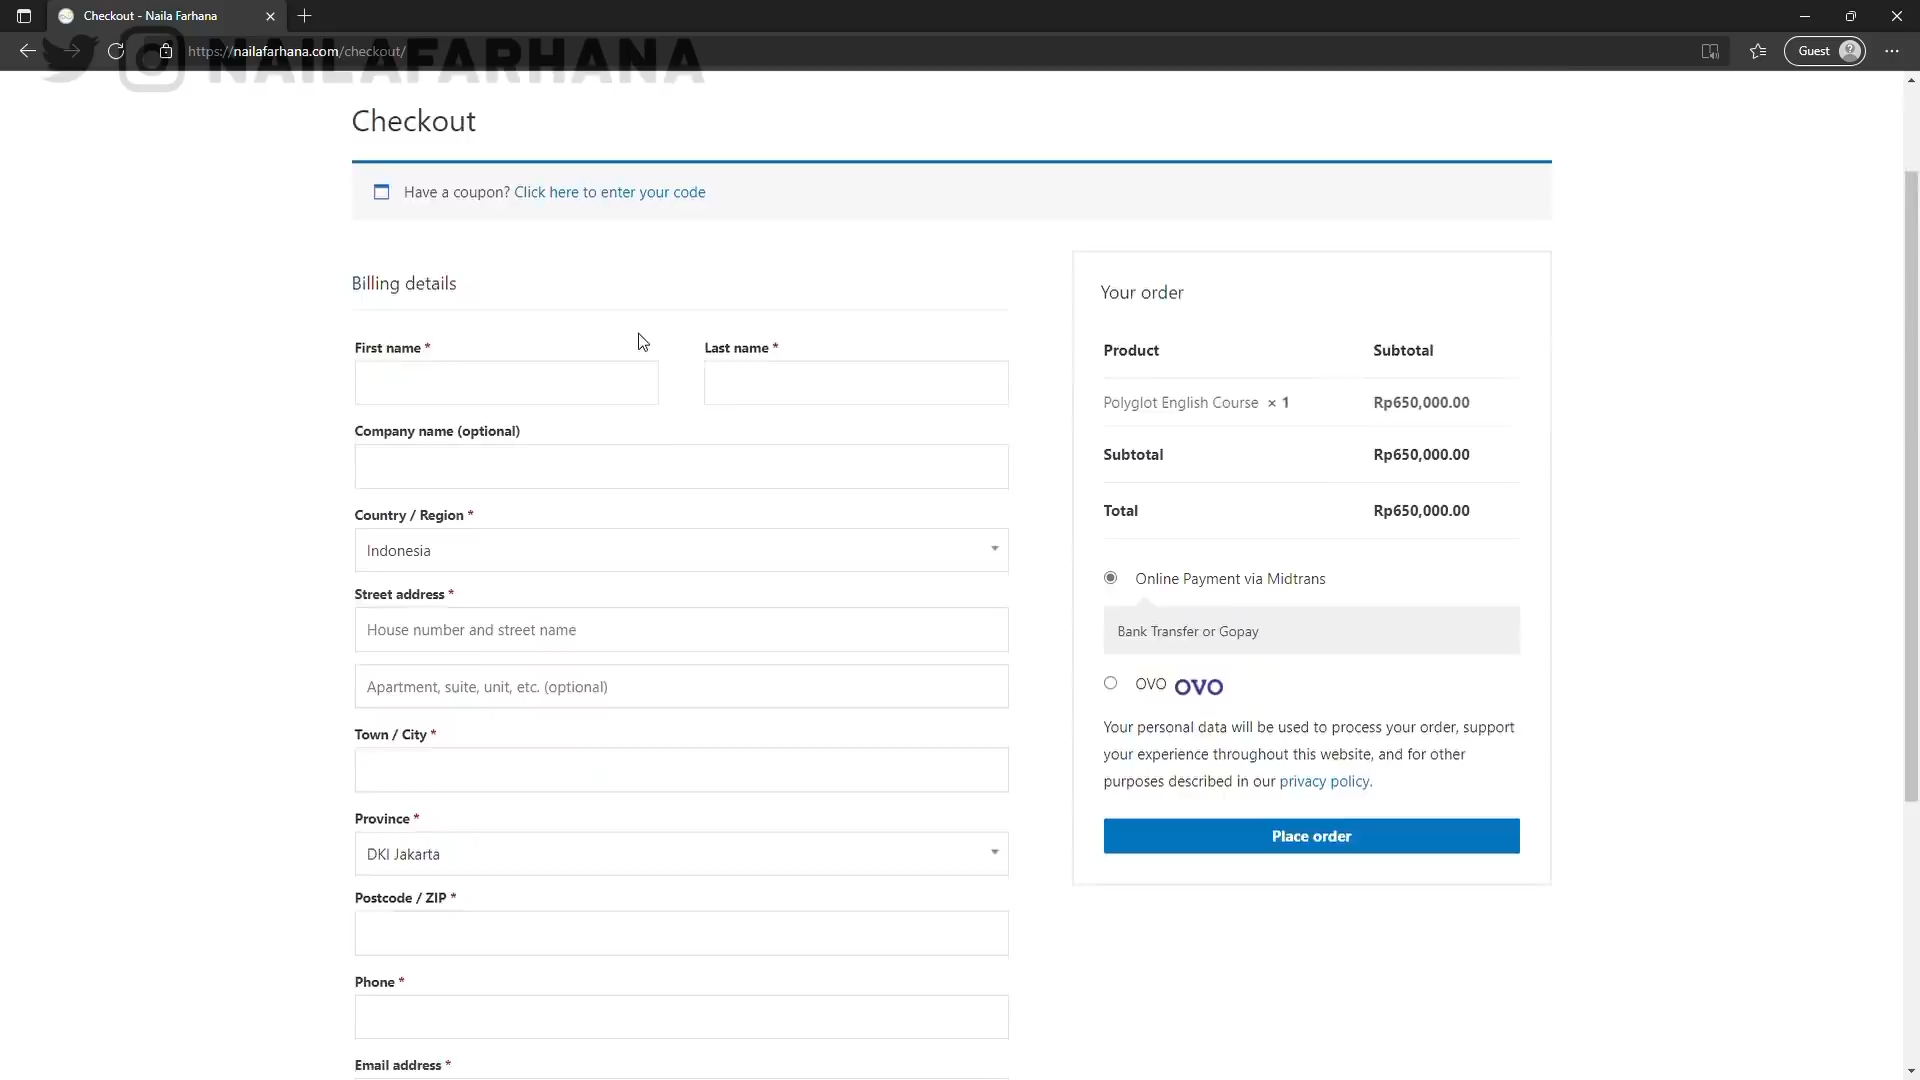 Checkout - Naila Farhana
https://nailafarhana.com/checkout/
Guest
NAILAFARHANA
Checkout
Have a coupon? Click here to enter your code
Billing details
First name *
Last name *
Company name (optional)
Country / Region *
Indonesia
Street address *
House number and street name
Apartment, suite, unit, etc. (optional)
Town / City *
Province *
DKI Jakarta
Postcode / ZIP *
Phone *
Email address *
Your order
Product Subtotal
Polyglot English Course × 1 Rp650,000.00
Subtotal Rp650,000.00
Total Rp650,000.00
Online Payment via Midtrans
Bank Transfer or Gopay
OVO OVO
Your personal data will be used to process your order, support
your experience throughout this website, and for other
purposes described in our privacy policy.
Place order